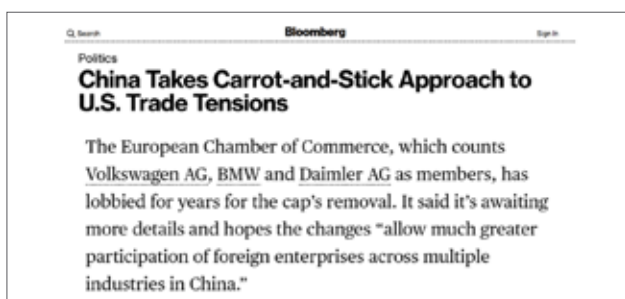 Search
Bloomberg
Sign In
Politics
China Takes Carrot-and-Stick Approach to
U.S. Trade Tensions
The European Chamber of Commerce, which counts
Volkswagen AG, BMW and Daimler AG as members, has
lobbied for years for the cap's removal. It said it's awaiting
more details and hopes the changes “allow much greater
participation of foreign enterprises across multiple
industries in China.”